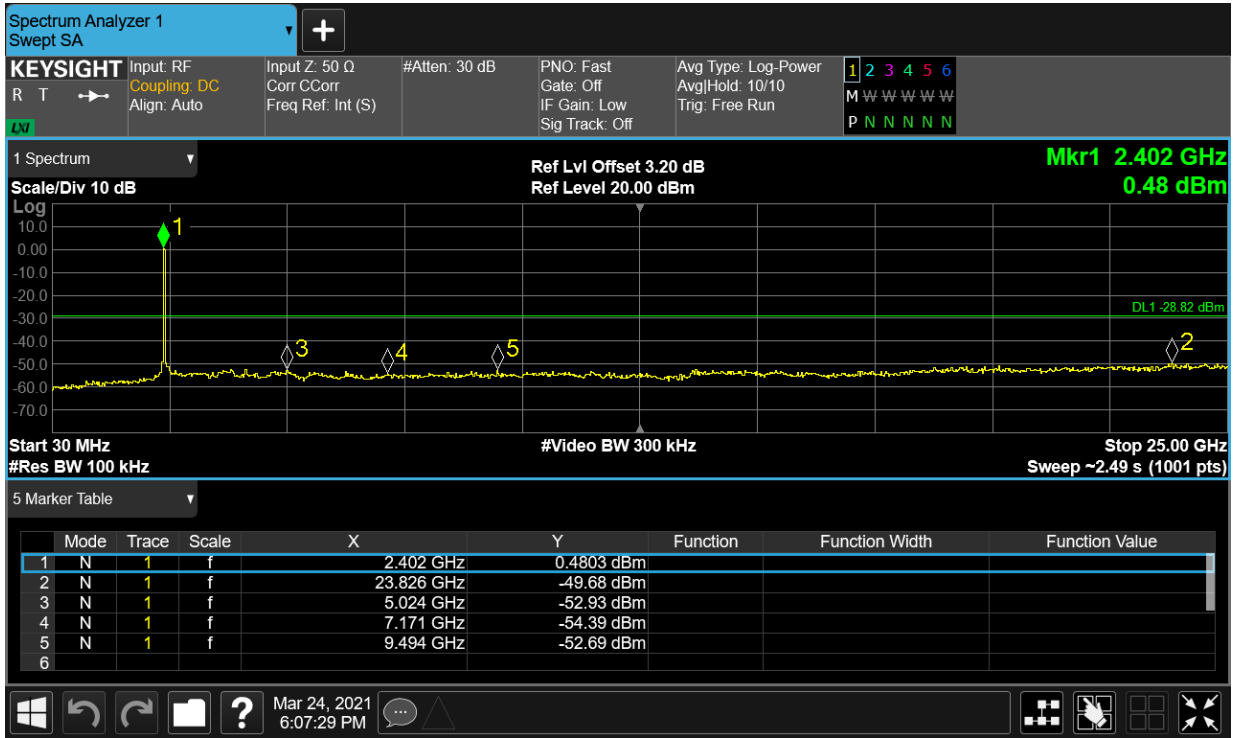 Spectrum Analyzer 1
Swept SA
KEYSIGHT
R T
LXI
Input: RF
Coupling: DC
Align: Auto
Input Z: 50 Ω
Corr CCorr
Freq Ref: Int (S)
#Atten: 30 dB
PNO: Fast
Gate: Off
IF Gain: Low
Sig Track: Off
Avg Type: Log-Power
Avg|Hold: 10/10
Trig: Free Run
1 2 3 4 5 6
M W W W W W
P N N N N N
1 Spectrum
Scale/Div 10 dB
Ref Lvl Offset 3.20 dB
Ref Level 20.00 dBm
Mkr1 2.402 GHz
0.48 dBm
Log
10.0
0.00
-10.0
-20.0
-30.0
-40.0
-50.0
-60.0
-70.0
1
3
4
5
2
DL1 -28.82 dBm
Start 30 MHz
#Res BW 100 kHz
#Video BW 300 kHz
Stop 25.00 GHz
Sweep ~2.49 s (1001 pts)
5 Marker Table
Mode Trace Scale X Y Function Function Width Function Value
1 N 1 f 2.402 GHz 0.4803 dBm
2 N 1 f 23.826 GHz -49.68 dBm
3 N 1 f 5.024 GHz -52.93 dBm
4 N 1 f 7.171 GHz -54.39 dBm
5 N 1 f 9.494 GHz -52.69 dBm
6
?
Mar 24, 2021
6:07:29 PM